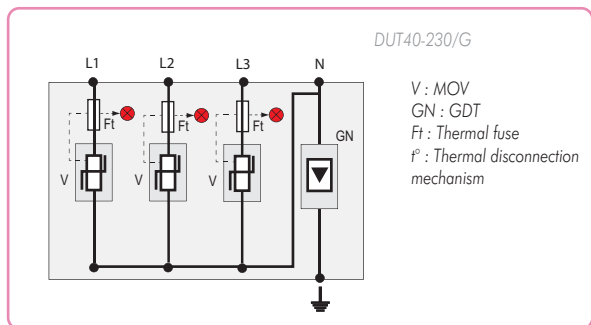 DUT40-230/G
L1 L2 L3 N
V : MOV
GN : GDT
Ft : Thermal fuse
t° : Thermal disconnection
mechanism
Ft Ft Ft
GN
V V V